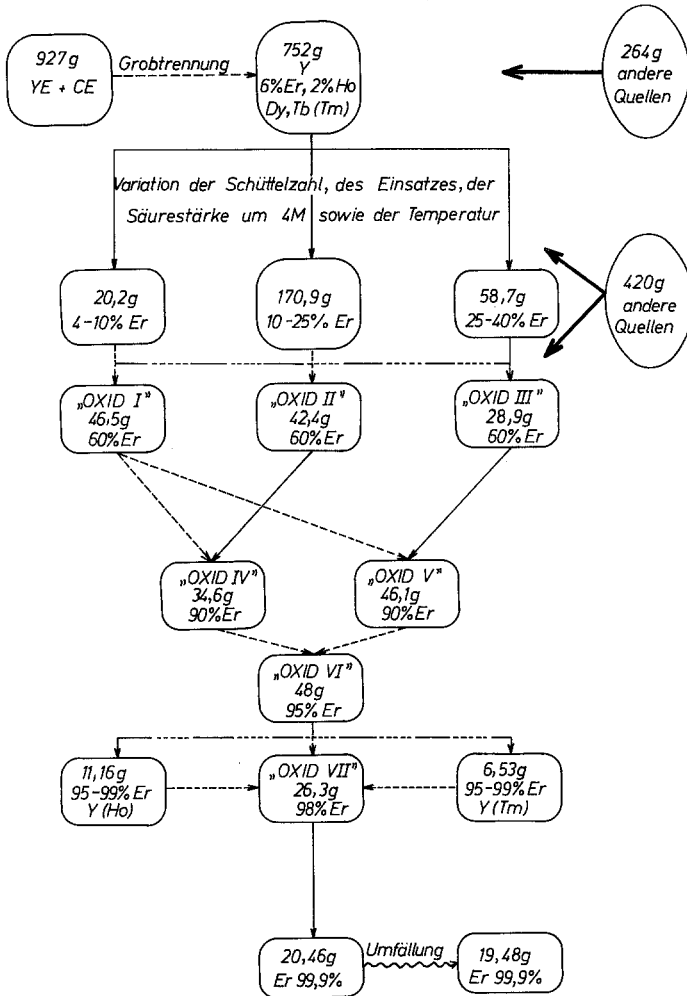 927g
YE + CE
Grobtrennung
752g
Y
6%Er, 2%Ho
Dy,Tb (Tm)
264g
andere
Quellen
Variation der Schüttelzahl, des Einsatzes, der
Säurestärke um 4M sowie der Temperatur
20,2g
4-10% Er
170,9g
10-25% Er
58,7g
25-40% Er
420g
andere
Quellen
„OXID I"
46,5g
60%Er
„OXID II"
42,4g
60%Er
„OXID III"
28,9g
60%Er
„OXID IV"
34,6g
90%Er
„OXID V"
46,1g
90%Er
„OXID VI"
48g
95% Er
11,16g
95-99% Er
Y (Ho)
„OXID VII"
26,3g
98% Er
6,53g
95-99% Er
Y (Tm)
20,46g
Er 99,9%
Umfällung
19,48g
Er 99,9%